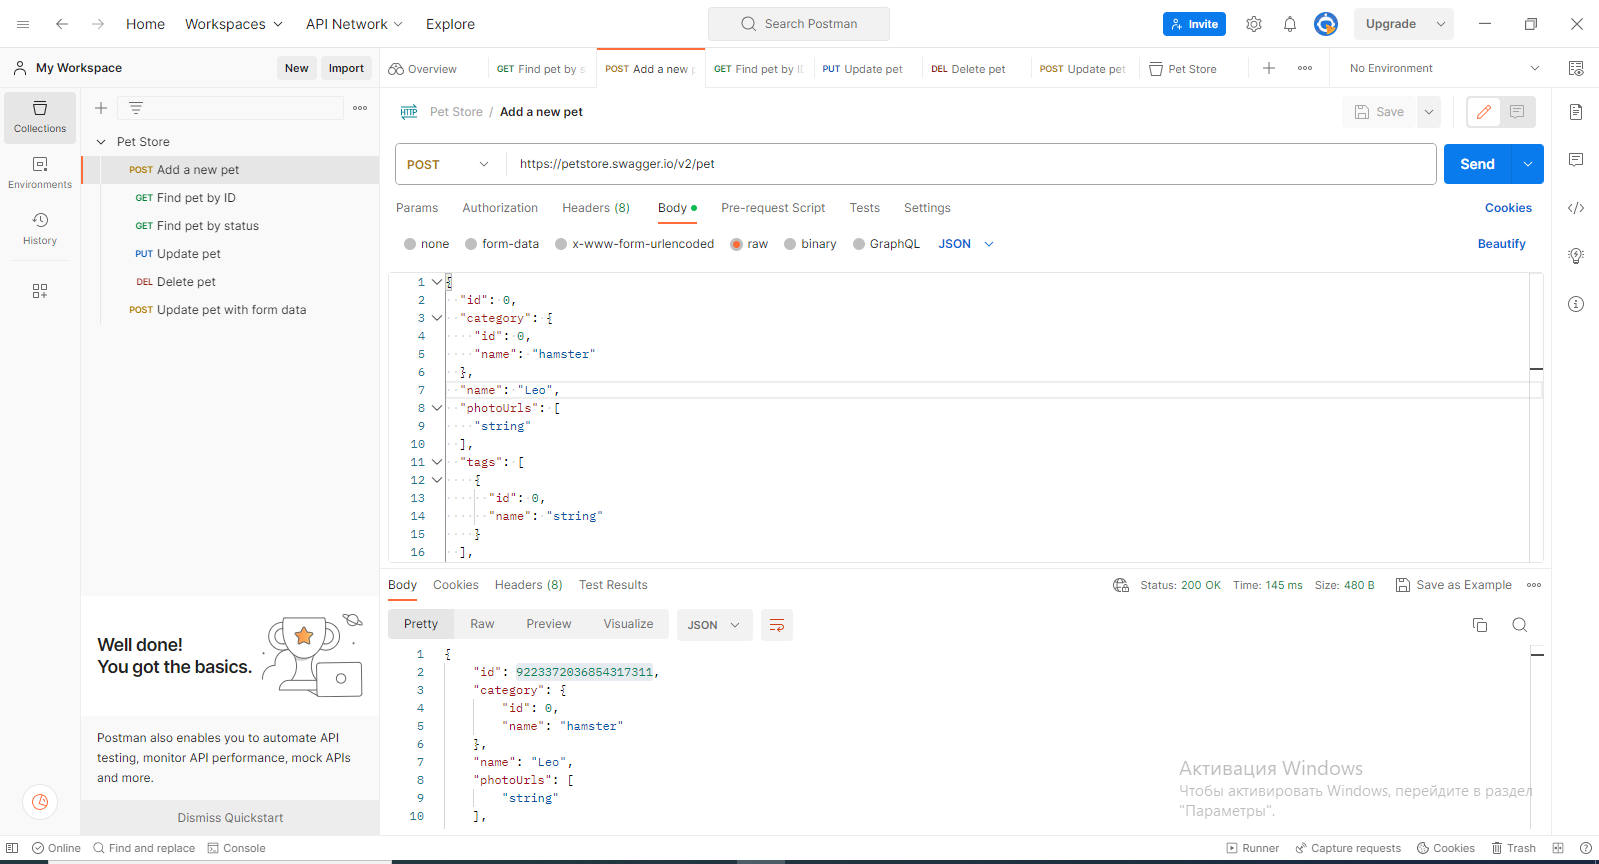 Home Workspaces API Network Explore Search Postman Invite Upgrade
My Workspace New Import
Overview GET Find pet by s POST Add a new p GET Find pet by ID PUT Update pet DEL Delete pet POST Update pet Pet Store No Environment
Collections
Environments
History
Pet Store
POST Add a new pet
GET Find pet by ID
GET Find pet by status
PUT Update pet
DEL Delete pet
POST Update pet with form data
HTTP Pet Store / Add a new pet Save
POST https://petstore.swagger.io/v2/pet Send
Params Authorization Headers (8) Body Pre-request Script Tests Settings Cookies
none form-data x-www-form-urlencoded raw binary GraphQL JSON Beautify
1 {
2 "id": 0,
3 "category": {
4 "id": 0,
5 "name": "hamster"
6 },
7 "name": "Leo",
8 "photoUrls": [
9 "string"
10 ],
11 "tags": [
12 {
13 "id": 0,
14 "name": "string"
15 }
16 ],
Body Cookies Headers (8) Test Results Status: 200 OK Time: 145 ms Size: 480 B Save as Example
Pretty Raw Preview Visualize JSON
1 {
2 "id": 9223372036854317311,
3 "category": {
4 "id": 0,
5 "name": "hamster"
6 },
7 "name": "Leo",
8 "photoUrls": [
9 "string"
10 ],
Well done!
You got the basics.
Postman also enables you to automate API
testing, monitor API performance, mock APIs
and more.
Dismiss Quickstart
Активация Windows
Чтобы активировать Windows, перейдите в раздел
"Параметры".
Online Find and replace Console Runner Capture requests Cookies Trash